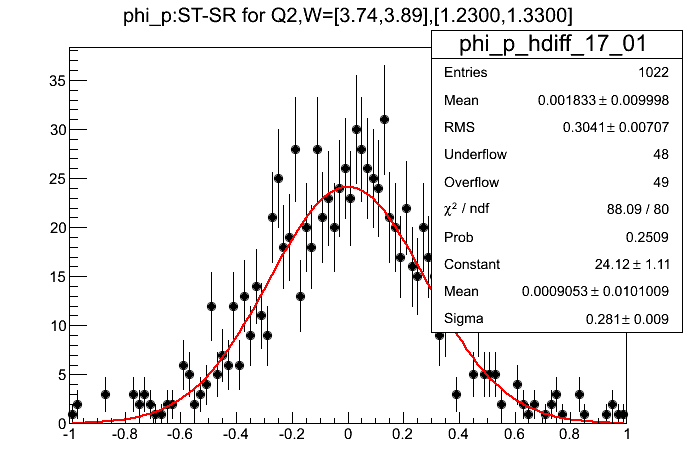 phi_p:ST-SR for Q2,W=[3.74,3.89],[1.2300,1.3300]
phi_p_hdiff_17_01
Entries 1022
Mean 0.001833 ± 0.009998
RMS 0.3041 ± 0.00707
Underflow 48
Overflow 49
χ² / ndf 88.09 / 80
Prob 0.2509
Constant 24.12 ± 1.11
Mean 0.0009053 ± 0.0101009
Sigma 0.281 ± 0.009
35
30
25
20
15
10
5
0
-1 -0.8 -0.6 -0.4 -0.2 0 0.2 0.4 0.6 0.8 1